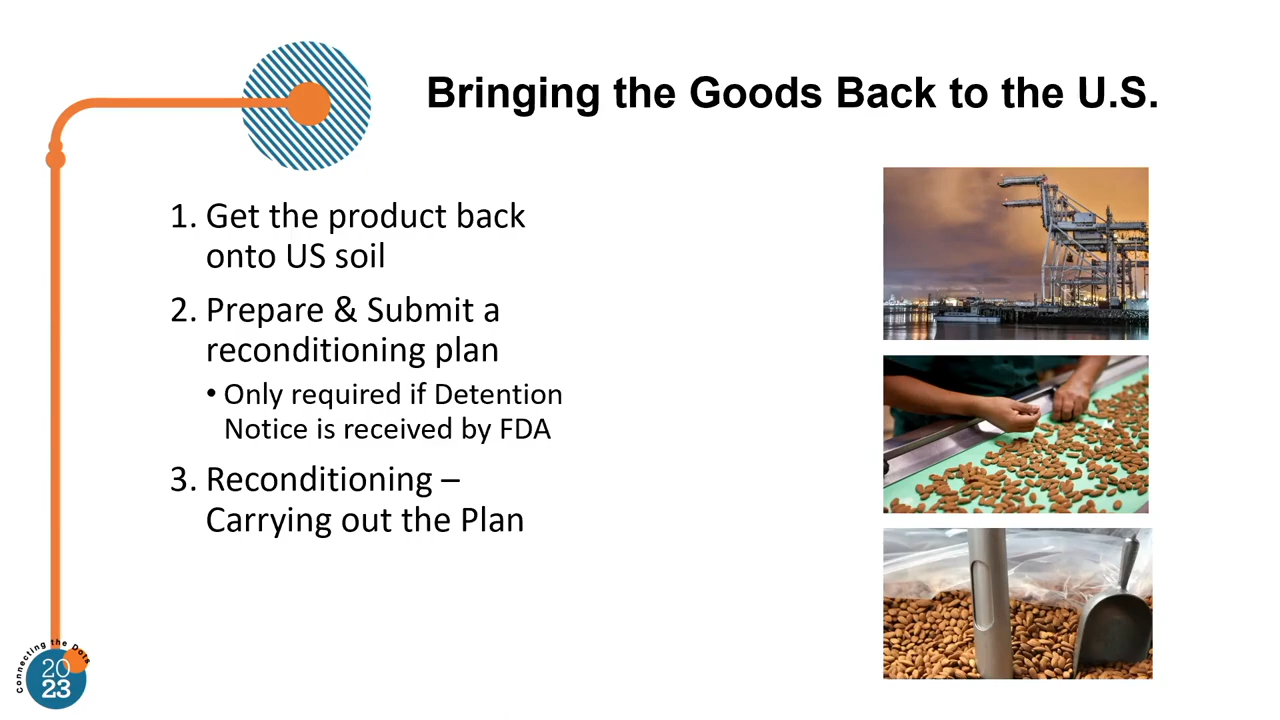 Bringing the Goods Back to the U.S.
1. Get the product back
onto US soil
2. Prepare & Submit a
reconditioning plan
• Only required if Detention
Notice is received by FDA
3. Reconditioning –
Carrying out the Plan
Connecting the Dots
20
23